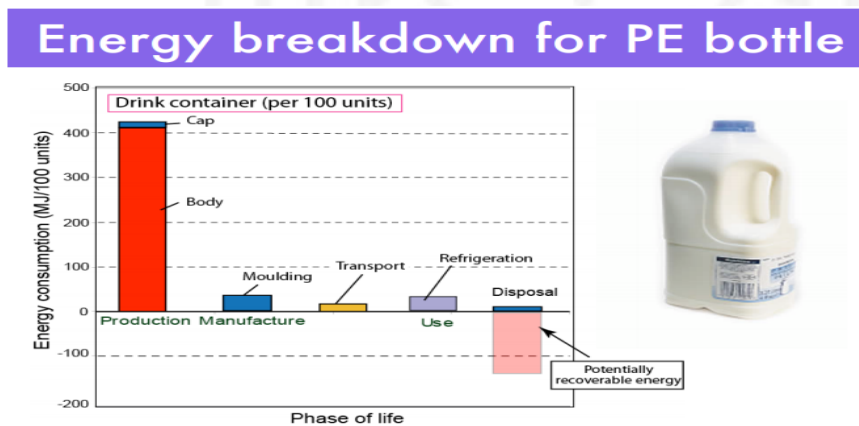 Energy breakdown for PE bottle
500
400
300
200
100
0
-100
-200
Energy consumption (MJ/100 units)
Drink container (per 100 units)
Cap
Body
Moulding
Transport
Refrigeration
Disposal
Production
Manufacture
Use
Potentially
recoverable energy
Phase of life